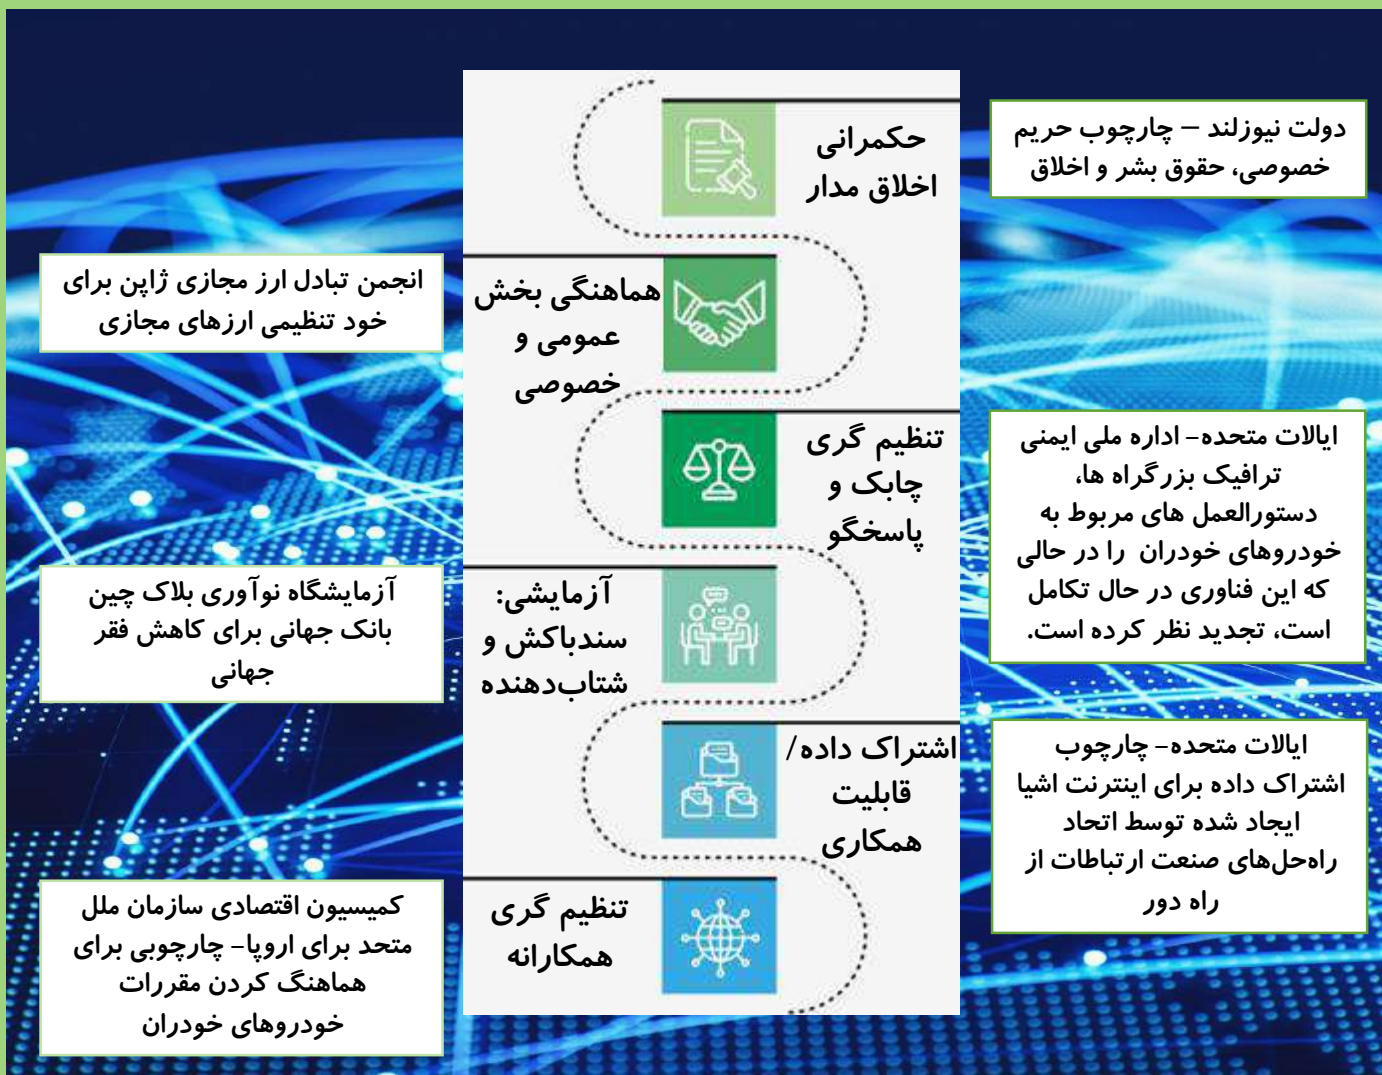 حکمرانی
اخلاق مدار
دولت نیوزلند – چارچوب حریم
خصوصی، حقوق بشر و اخلاق
هماهنگی بخش
عمومی و
خصوصی
انجمن تبادل ارز مجازی ژاپن برای
خود تنظیمی ارزهای مجازی
تنظیم گری
چابک و
پاسخگو
ایالات متحده- اداره ملی ایمنی
ترافیک بزرگراه ها،
دستورالعمل های مربوط به
خودروهای خودران را در حالی
که این فناوری در حال تکامل
است، تجدید نظر کرده است.
آزمایشی:
سندباکش و
شتاب‌دهنده
آزمایشگاه نوآوری بلاک چین
بانک جهانی برای کاهش فقر
جهانی
اشتراک داده/
قابلیت
همکاری
ایالات متحده- چارچوب
اشتراک داده برای اینترنت اشیا
ایجاد شده توسط اتحاد
راه‌حل‌های صنعت ارتباطات از
راه دور
تنظیم گری
همکارانه
کمیسیون اقتصادی سازمان ملل
متحد برای اروپا- چارچوبی برای
هماهنگ کردن مقررات
خودروهای خودران